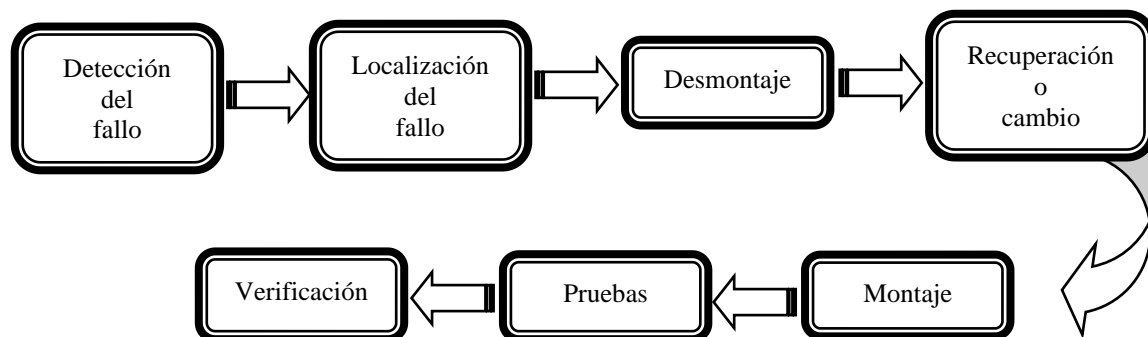 Detección
del
fallo
Localización
del
fallo
Desmontaje
Recuperación
o
cambio
Montaje
Pruebas
Verificación